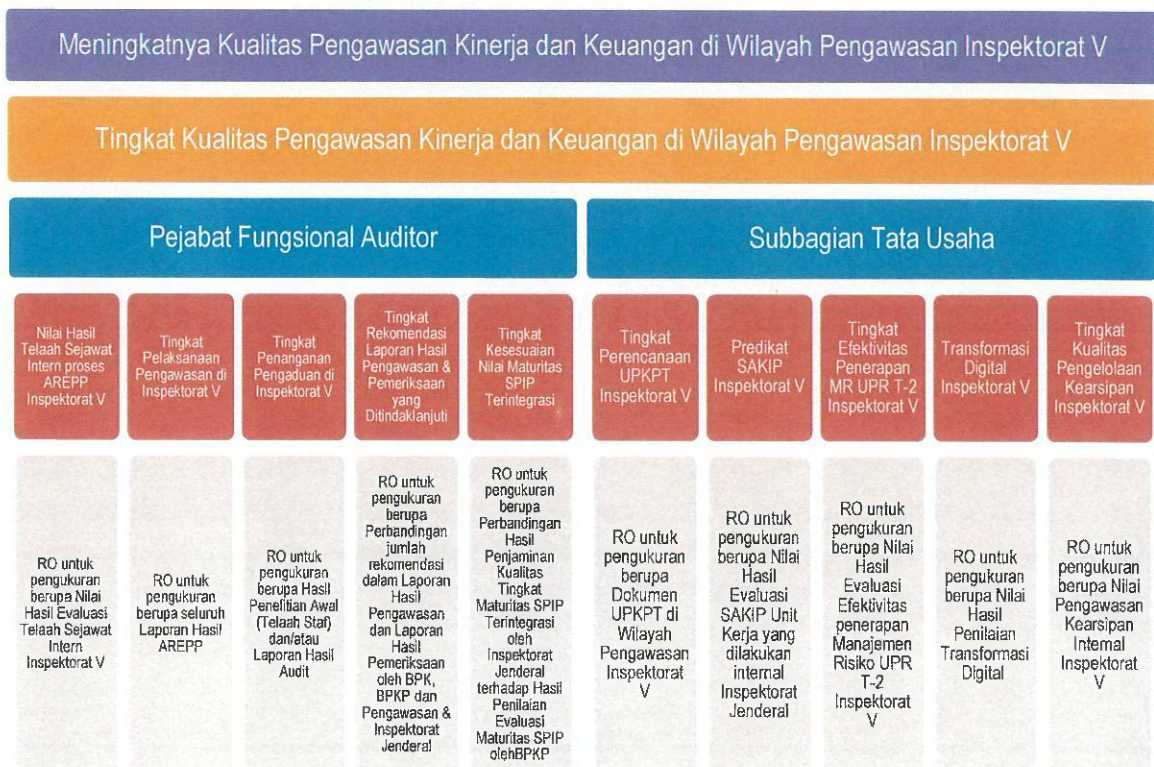 Meningkatnya Kualitas Pengawasan Kinerja dan Keuangan di Wilayah Pengawasan Inspektorat V
Tingkat Kualitas Pengawasan Kinerja dan Keuangan di Wilayah Pengawasan Inspektorat V
Pejabat Fungsional Auditor
Subbagian Tata Usaha
Nilai Hasil
Telaah Sejawat
Intern proses
AREPP
Inspektorat V
Tingkat
Pelaksanaan
Pengawasan di
Inspektorat V
Tingkat
Penanganan
Pengaduan di
Inspektorat V
Tingkat
Rekomendasi
Laporan Hasil
Pengawasan &
Pemeriksaan
yang
Ditindaklanjuti
Tingkat
Kesesuaian
Nilai Maturitas
SPIP
Terintegrasi
Tingkat
Perencanaan
UPKPT
Inspektorat V
Predikat
SAKIP
Inspektorat V
Tingkat
Efektivitas
Penerapan
MR UPR T-2
Inspektorat V
Transformasi
Digital
Inspektorat V
Tingkat
Kualitas
Pengelolaan
Kearsipan
Inspektorat V
RO untuk
pengukuran
berupa Nilai
Hasil Evaluasi
Telaah Sejawat
Intern
Inspektorat V
RO untuk
pengukuran
berupa seluruh
Laporan Hasil
AREPP
RO untuk
pengukuran
berupa Hasil
Penelitian Awal
(Telaah Staf)
dan/atau
Laporan Hasil
Audit
RO untuk
pengukuran
berupa
Perbandingan
jumlah
rekomendasi
dalam Laporan
Hasil
Pengawasan
dan Laporan
Hasil
Pemeriksaan
oleh BPK,
BPKP dan
Pengawasan &
Inspektorat
Jenderal
RO untuk
pengukuran
berupa
Perbandingan
Hasil
Penjaminan
Kualitas
Tingkat
Maturitas SPIP
Terintegrasi
oleh
Inspektorat
Jenderal
terhadap Hasil
Penilaian
Evaluasi
Maturitas SPIP
olehBPKP
RO untuk
pengukuran
berupa
Dokumen
UPKPT di
Wilayah
Pengawasan
Inspektorat
V
RO untuk
pengukuran
berupa Nilai
Hasil
Evaluasi
SAKIP Unit
Kerja yang
dilakukan
internal
Inspektorat
Jenderal
RO untuk
pengukuran
berupa Nilai
Hasil
Evaluasi
Efektivitas
penerapan
Manajemen
Risiko UPR
T-2
Inspektorat
V
RO untuk
pengukuran
berupa Nilai
Hasil
Penilaian
Transformasi
Digital
RO untuk
pengukuran
berupa Nilai
Pengawasan
Kearsipan
Internal
Inspektorat
V